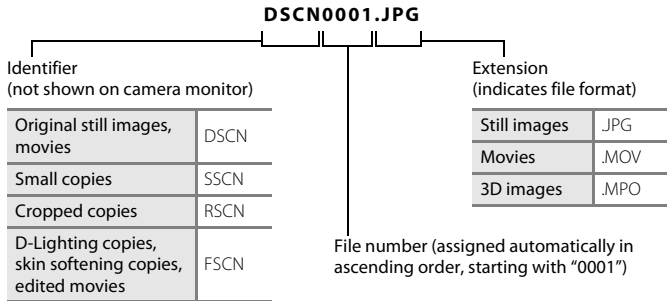 DSCN0001.JPG
Identifier
(not shown on camera monitor)
Original still images,
movies
DSCN
Small copies
SSCN
Cropped copies
RSCN
D-Lighting copies,
skin softening copies,
edited movies
FSCN
Extension
(indicates file format)
Still images
.JPG
Movies
.MOV
3D images
.MPO
File number (assigned automatically in
ascending order, starting with “0001”)